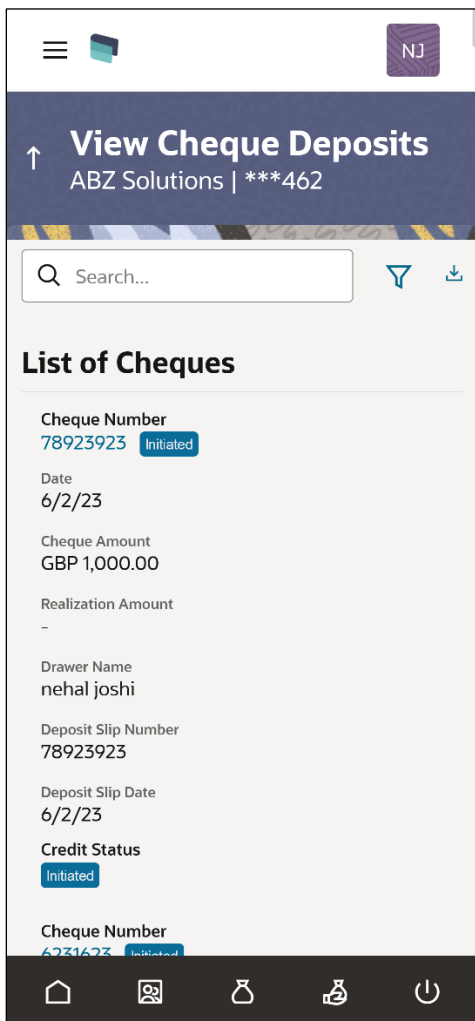 NJ
View Cheque Deposits
ABZ Solutions | ***462
Search...
List of Cheques
Cheque Number
78923923 Initiated
Date
6/2/23
Cheque Amount
GBP 1,000.00
Realization Amount
-
Drawer Name
nehal joshi
Deposit Slip Number
78923923
Deposit Slip Date
6/2/23
Credit Status
Initiated
Cheque Number
6231623 Initiated